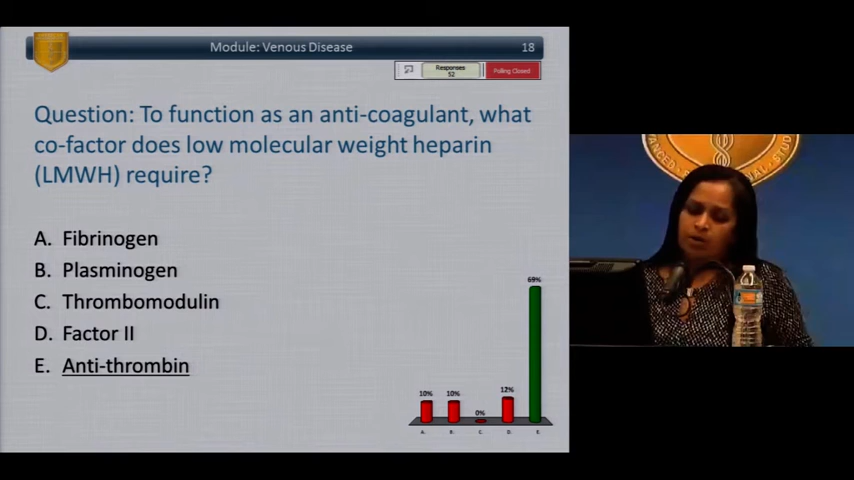 Module: Venous Disease
18
Responses
52
Polling Closed
Question: To function as an anti-coagulant, what
co-factor does low molecular weight heparin
(LMWH) require?
A. Fibrinogen
B. Plasminogen
C. Thrombomodulin
D. Factor II
E. Anti-thrombin
10%
10%
0%
12%
69%
A.
B.
C.
D.
E.